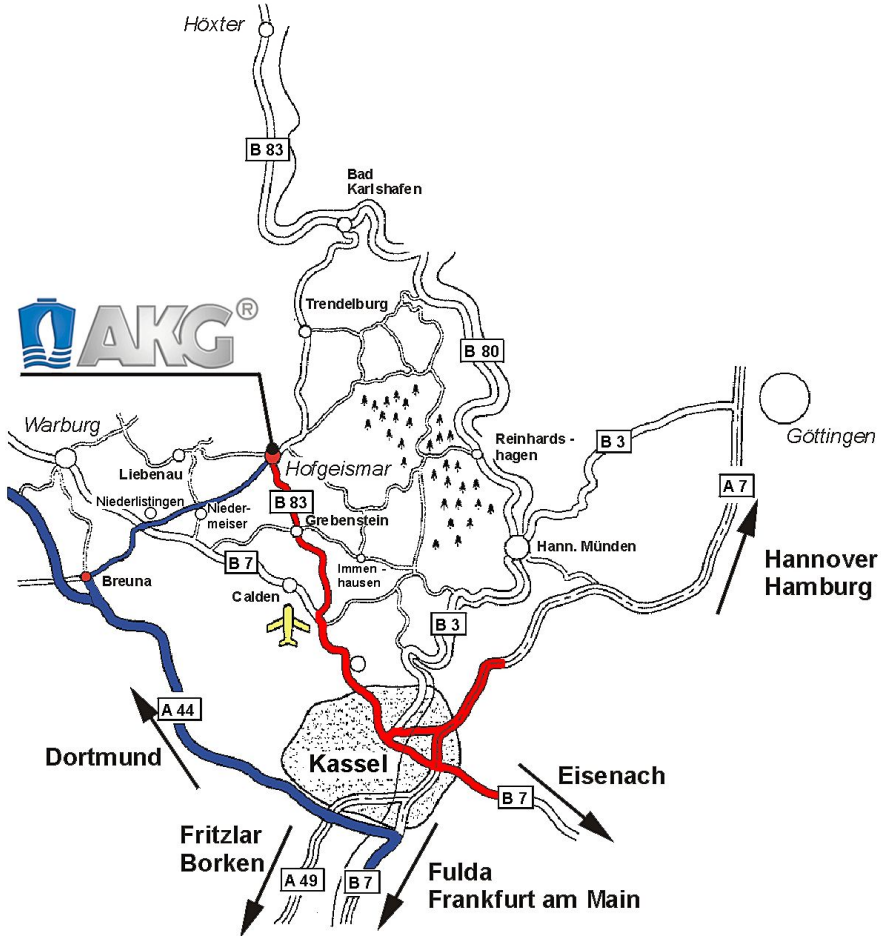 Höxter
B 83
Bad
Karlshafen
AKG®
Trendelburg
B 80
Warburg
Göttingen
B 3
Reinhards -
hagen
Liebenau
Hofgeismar
A 7
Niederlistingen
Nieder-
meiser
B 83
Grebenstein
Hann. Münden
Hannover
Hamburg
B 7
Immen -
hausen
Breuna
Calden
B 3
A 44
Dortmund
Kassel
Eisenach
B 7
Fritzlar
Borken
A 49
B 7
Fulda
Frankfurt am Main